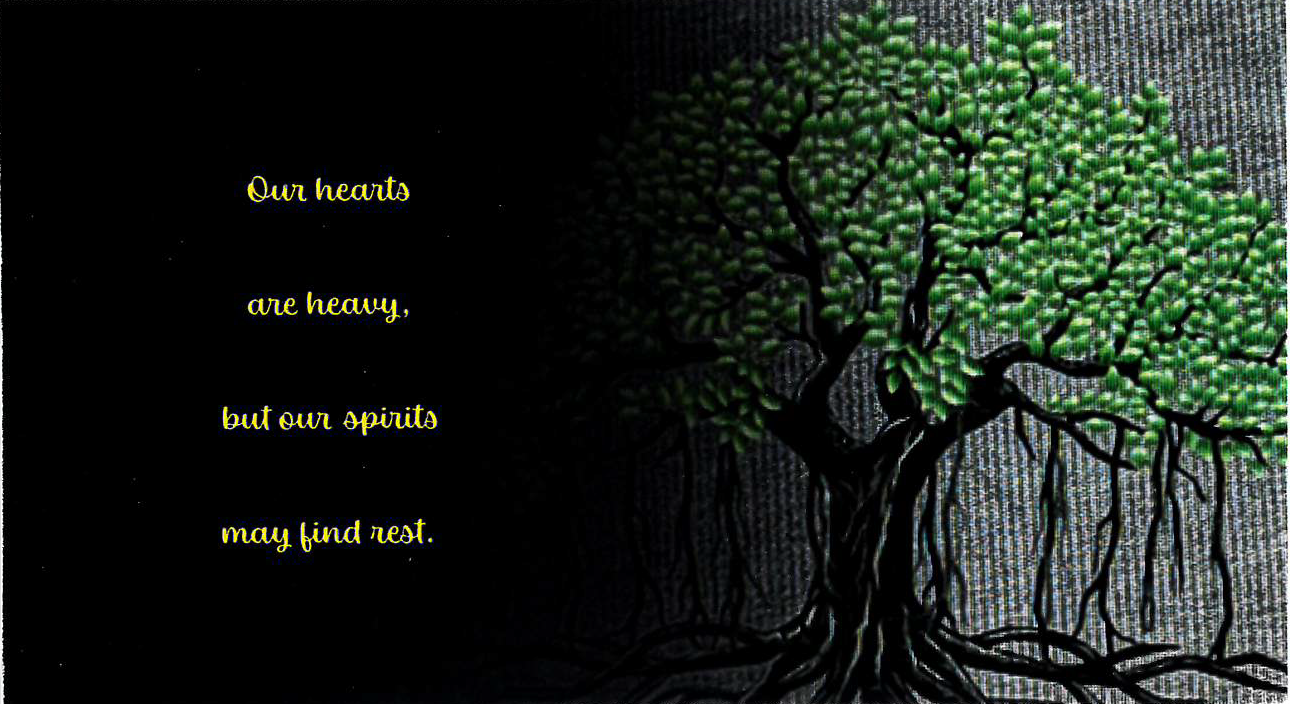 Our hearts
are heavy,
but our spirits
may find rest.